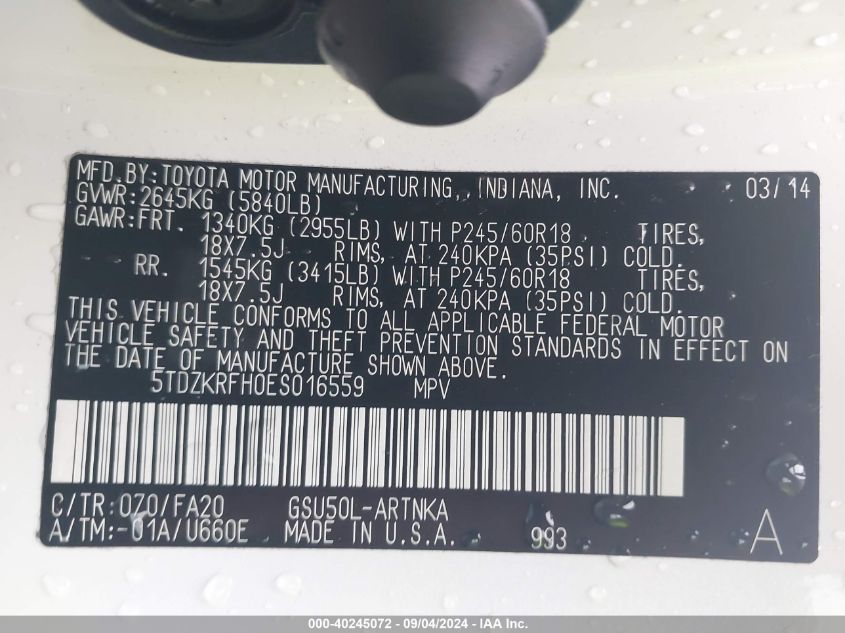 MFD.BY:TOYOTA MOTOR MANUFACTURING, INDIANA, INC. 03/14
GVWR:2645KG (5840LB)
GAWR:FRT. 1340KG (2955LB) WITH P245/60R18 TIRES,
18X7.5J RIMS, AT 240KPA (35PSI) COLD.
RR. 1545KG (3415LB) WITH P245/60R18 TIRES,
18X7.5J RIMS, AT 240KPA (35PSI) COLD.
THIS VEHICLE CONFORMS TO ALL APPLICABLE FEDERAL MOTOR
VEHICLE SAFETY AND THEFT PREVENTION STANDARDS IN EFFECT ON
THE DATE OF MANUFACTURE SHOWN ABOVE.
5TDZKRFH0ES016559 MPV
C/TR:070/FA20 GSU50L-ARTNKA
A/TM:-01A/U660E MADE IN U.S.A. 993 A
000-40245072 - 09/04/2024 - IAA Inc.